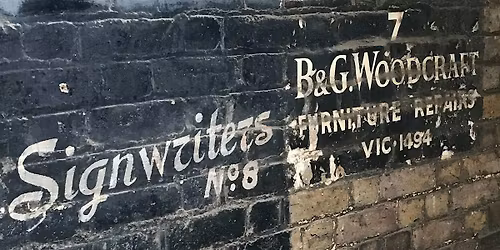 Signwriters
No. 8
7
B&G. WOODCRAFT
FURNITURE REPAIRS
VIC·1494